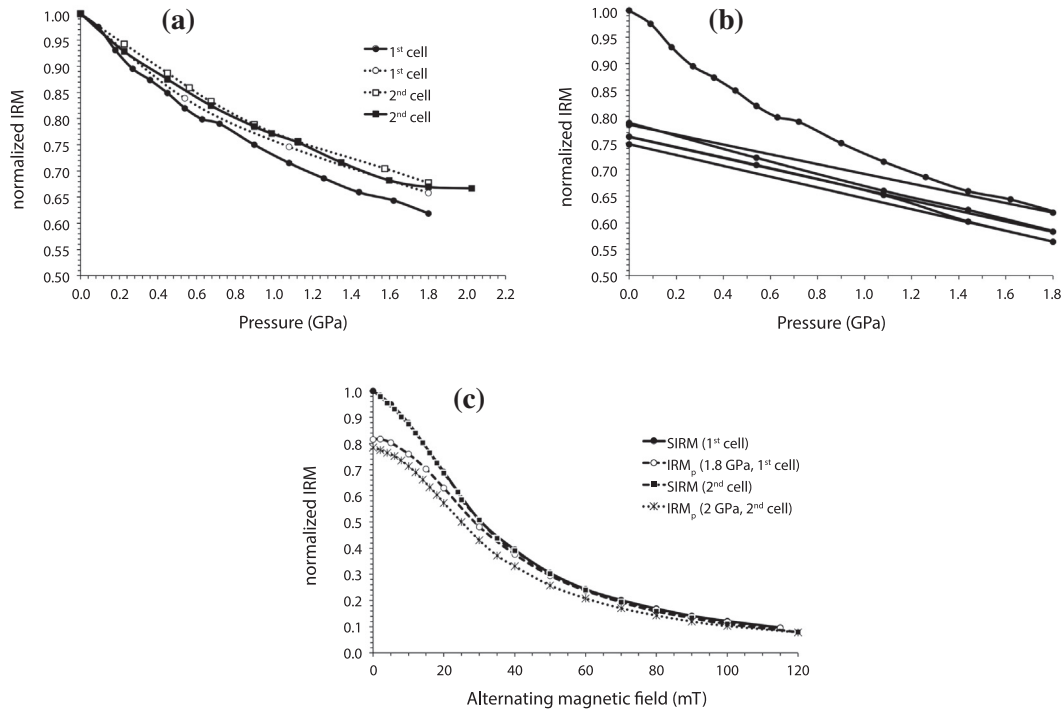 (a)
1.00
0.95
0.90
0.85
0.80
0.75
0.70
0.65
0.60
0.55
0.50
normalized IRM
1st cell
1st cell
2nd cell
2nd cell
0.0 0.2 0.4 0.6 0.8 1.0 1.2 1.4 1.6 1.8 2.0 2.2
Pressure (GPa)
(b)
1.00
0.95
0.90
0.85
0.80
0.75
0.70
0.65
0.60
0.55
0.50
normalized IRM
0.0 0.2 0.4 0.6 0.8 1.0 1.2 1.4 1.6 1.8
Pressure (GPa)
(c)
1.0
0.9
0.8
0.7
0.6
0.5
0.4
0.3
0.2
0.1
0.0
normalized IRM
SIRM (1st cell)
IRMp (1.8 GPa, 1st cell)
SIRM (2nd cell)
IRMp (2 GPa, 2nd cell)
0 20 40 60 80 100 120
Alternating magnetic field (mT)